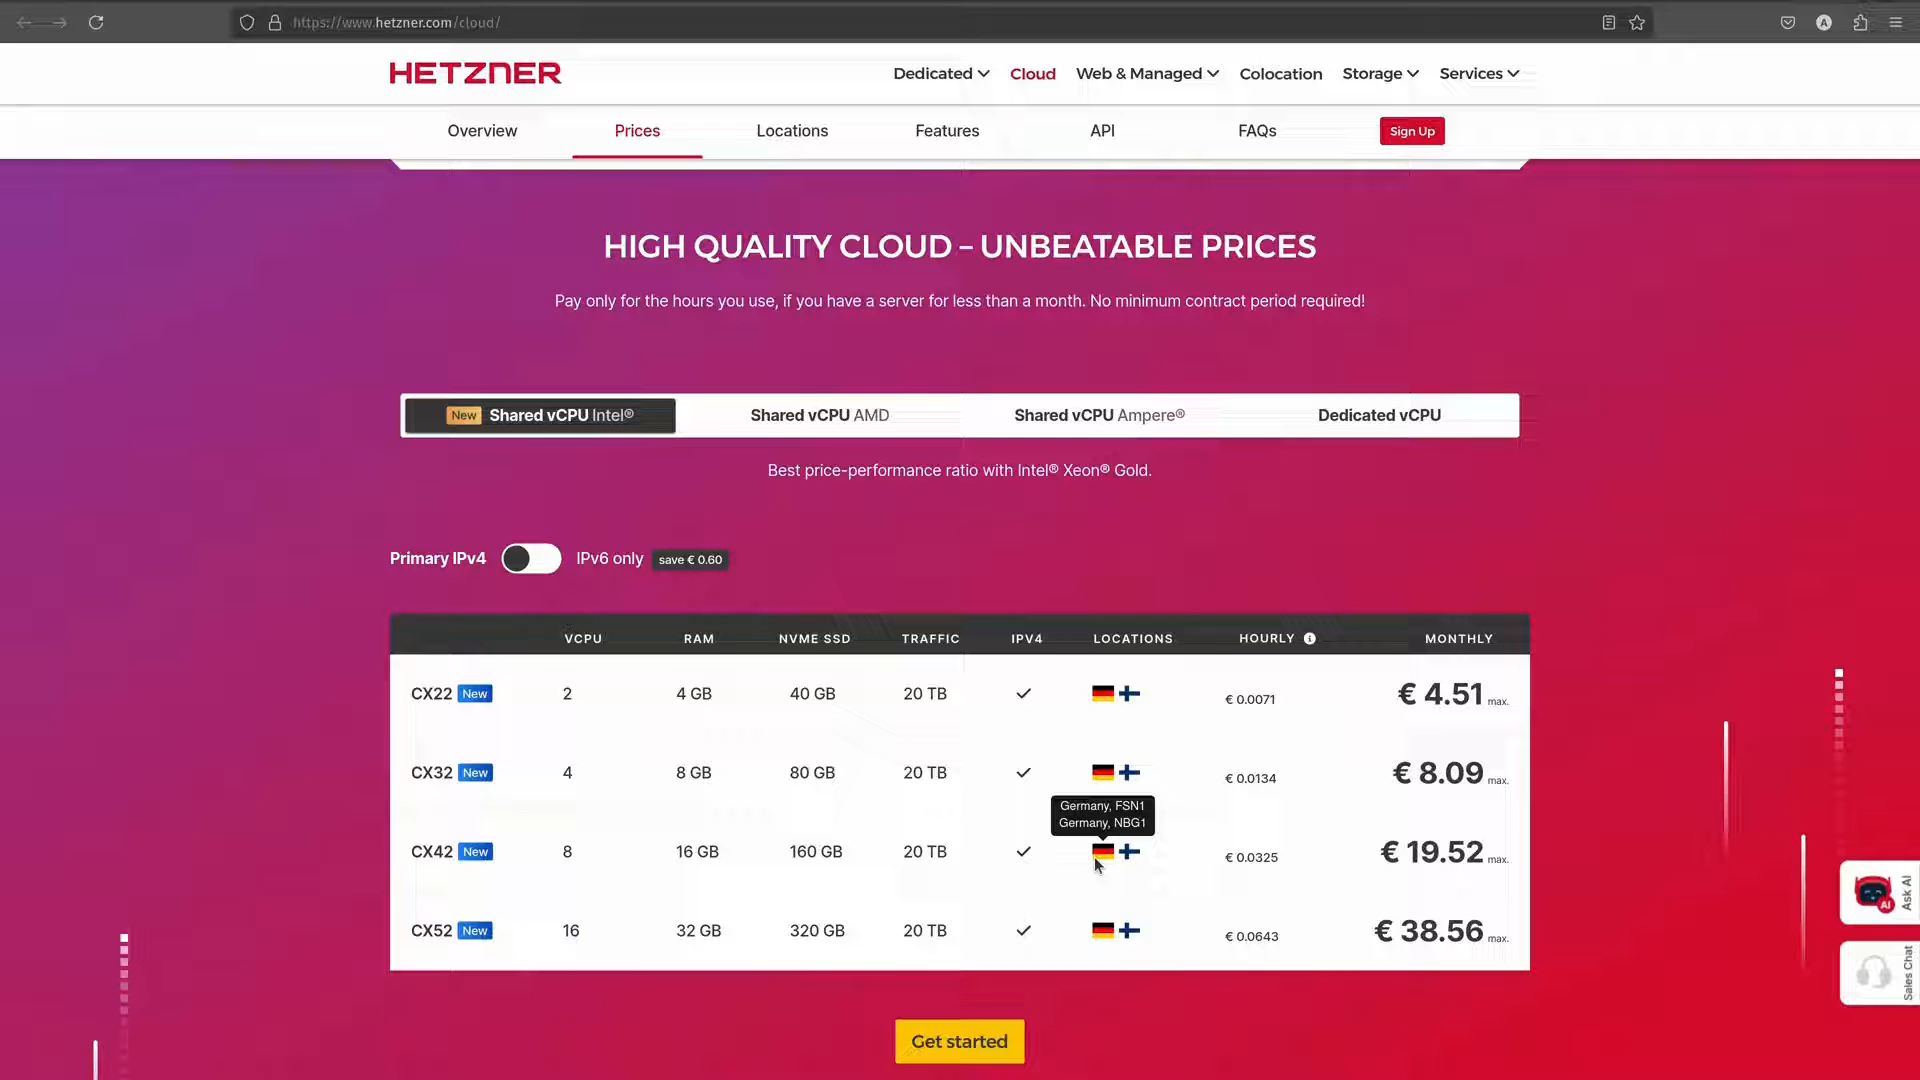 https://www.hetzner.com/cloud/
HETZNER
Dedicated Cloud Web & Managed Colocation Storage Services
Overview Prices Locations Features API FAQs Sign Up
HIGH QUALITY CLOUD – UNBEATABLE PRICES
Pay only for the hours you use, if you have a server for less than a month. No minimum contract period required!
New Shared vCPU Intel® Shared vCPU AMD Shared vCPU Ampere® Dedicated vCPU
Best price-performance ratio with Intel® Xeon® Gold.
Primary IPv4 IPv6 only save € 0.60
VCPU RAM NVME SSD TRAFFIC IPV4 LOCATIONS HOURLY i MONTHLY
CX22 New 2 4 GB 40 GB 20 TB € 0.0071 € 4.51 max.
CX32 New 4 8 GB 80 GB 20 TB € 0.0134 € 8.09 max.
Germany, FSN1
Germany, NBG1
CX42 New 8 16 GB 160 GB 20 TB € 0.0325 € 19.52 max.
CX52 New 16 32 GB 320 GB 20 TB € 0.0643 € 38.56 max.
Get started
AI Ask AI
Sales Chat
A